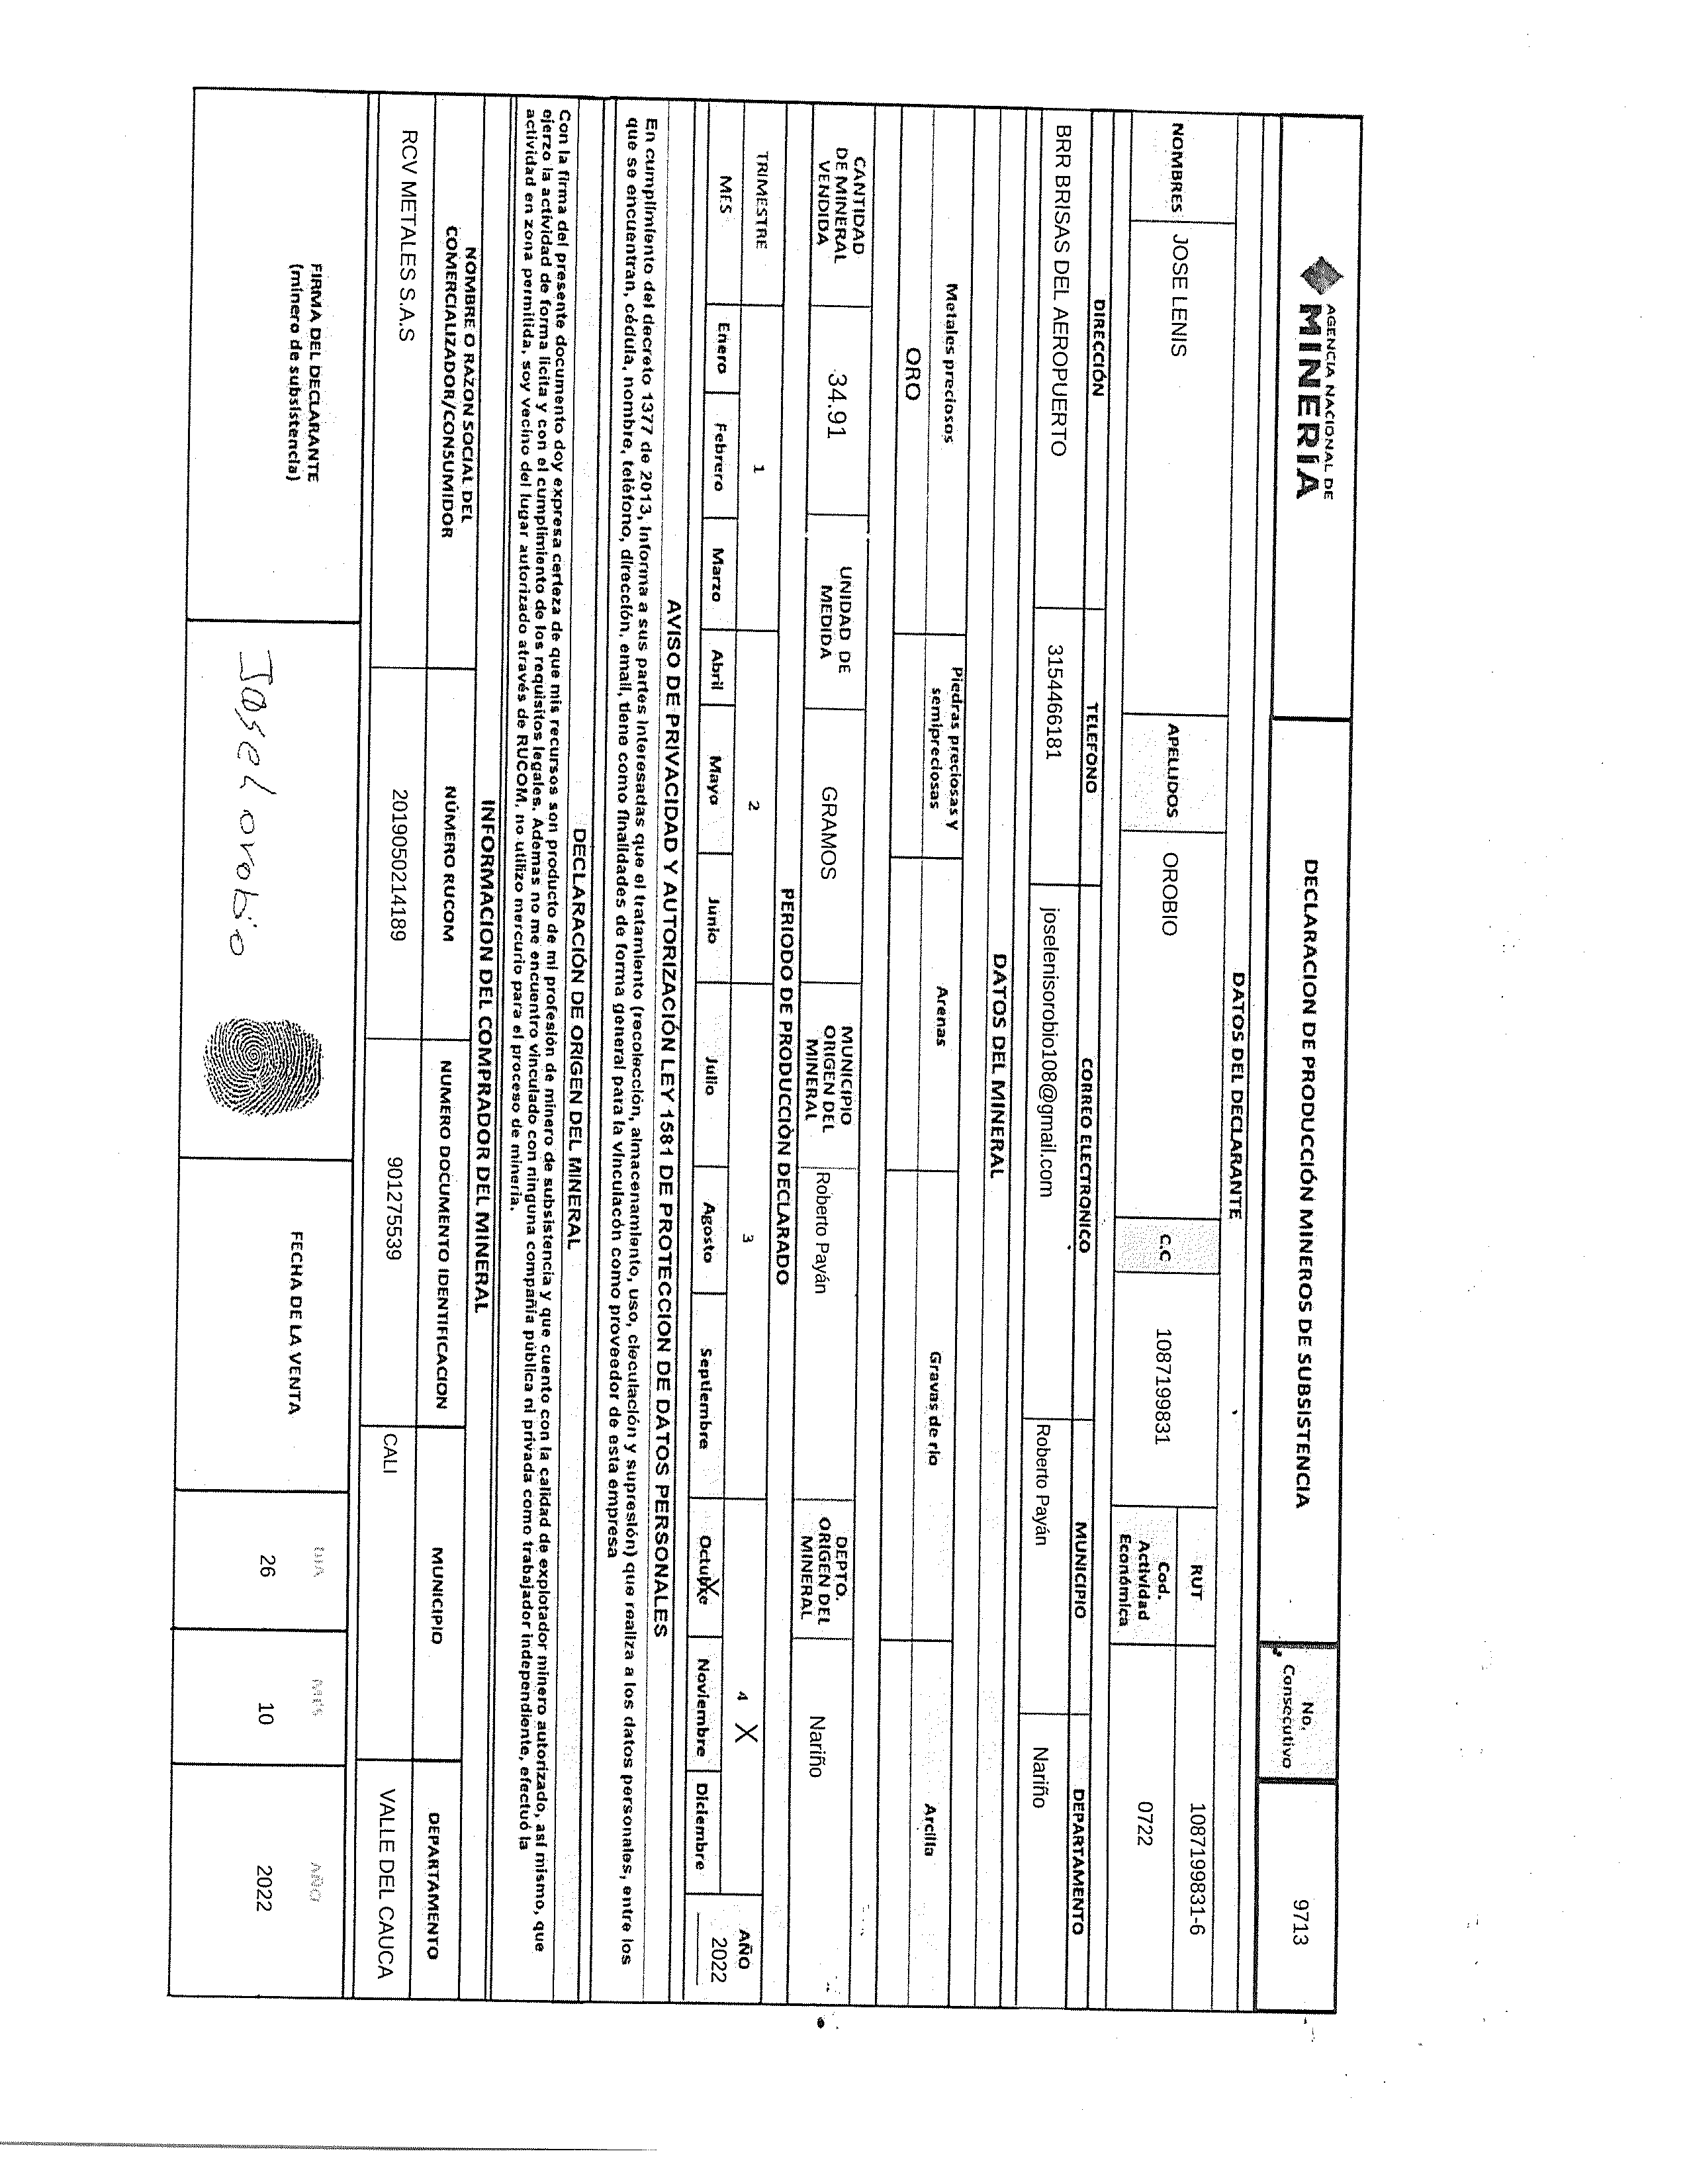 AGENCIA NACIONAL DE
MINERÍA
DECLARACION DE PRODUCCIÓN MINEROS DE SUBSISTENCIA
No.
Consecutivo
9713
DATOS DEL DECLARANTE
NOMBRES
JOSE LENIS
APELLIDOS
OROBIO
C.C
1087199831
RUT
1087199831-6
Cod.
Actividad
Económica
0722
DIRECCIÓN
TELEFONO
CORREO ELECTRONICO
MUNICIPIO
DEPARTAMENTO
BRR BRISAS DEL AEROPUERTO
3154466181
joselenisorobio108@gmail.com
Roberto Payán
Nariño
DATOS DEL MINERAL
Metales preciosos
Piedras preciosas y
semipreciosas
Arenas
Gravas de rio
Arcilla
ORO
CANTIDAD
DE MINERAL
VENDIDA
34.91
UNIDAD DE
MEDIDA
GRAMOS
MUNICIPIO
ORIGEN DEL
MINERAL
Roberto Payán
DEPTO.
ORIGEN DEL
MINERAL
Nariño
PERIODO DE PRODUCCIÓN DECLARADO
TRIMESTRE
1
2
3
4 X
AÑO
2022
MES
Enero
Febrero
Marzo
Abril
Mayo
Junio
Julio
Agosto
Septiembre
Octubre X
Noviembre
Diciembre
AVISO DE PRIVACIDAD Y AUTORIZACIÓN LEY 1581 DE PROTECCION DE DATOS PERSONALES
En cumplimiento del decreto 1377 de 2013, Informa a sus partes interesadas que el tratamiento (recolección, almacenamiento, uso, cieculación y supresión) que realiza a los datos personales, entre los
que se encuentran, cédula, nombre, teléfono, dirección, email, tiene como finalidades de forma general para la vinculacón como proveedor de esta empresa
DECLARACIÓN DE ORIGEN DEL MINERAL
Con la firma del presente documento doy expresa certeza de que mis recursos son producto de mi profesión de minero de subsistencia y que cuento con la calidad de explotador minero autorizado, así mismo, que
ejerzo la actividad de forma licita y con el cumplimiento de los requisitos legales. Ademas no me encuentro vinculado con ninguna compañia pública ni privada como trabajador independiente, efectuó la
actividad en zona permitida, soy vecino del lugar autorizado através de RUCOM, no utilizo mercurio para el proceso de mineria.
INFORMACION DEL COMPRADOR DEL MINERAL
NOMBRE O RAZON SOCIAL DEL
COMERCIALIZADOR/CONSUMIDOR
NÚMERO RUCOM
NUMERO DOCUMENTO IDENTIFICACION
MUNICIPIO
DEPARTAMENTO
RCV METALES S.A.S
2019050214189
901275539
CALI
VALLE DEL CAUCA
FIRMA DEL DECLARANTE
(minero de subsistencia)
Jose L orobio
FECHA DE LA VENTA
DIA
MES
AÑO
26
10
2022